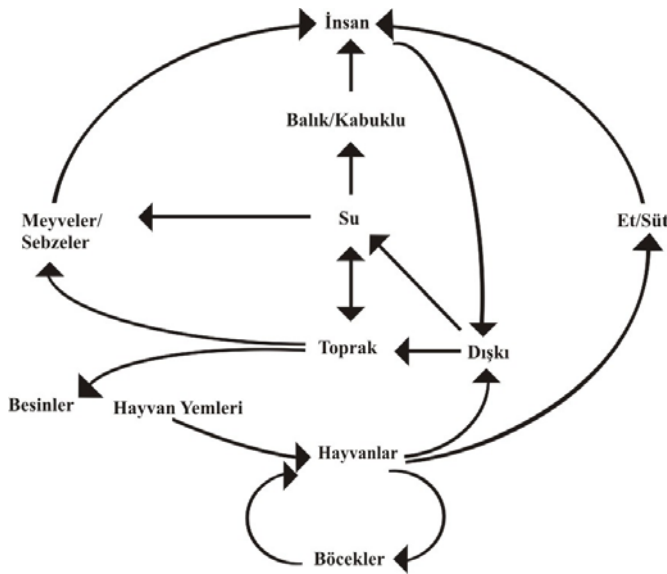 İnsan
Balık/Kabuklu
Meyveler/
Sebzeler
Su
Et/Süt
Toprak
Dışkı
Besinler
Hayvan Yemleri
Hayvanlar
Böcekler